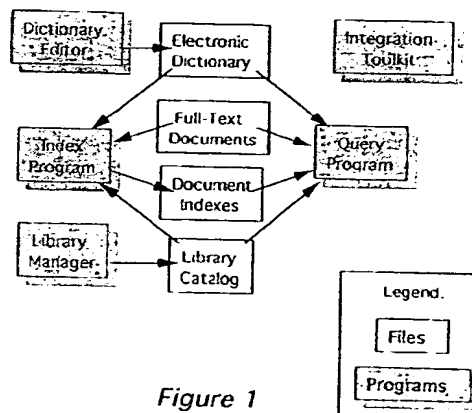 Dictionary
Editor
Electronic
Dictionary
Integration
Toolkit
Full-Text
Documents
Index
Program
Query
Program
Document
Indexes
Library
Manager
Library
Catalog
Legend.
Files
Programs
Figure 1